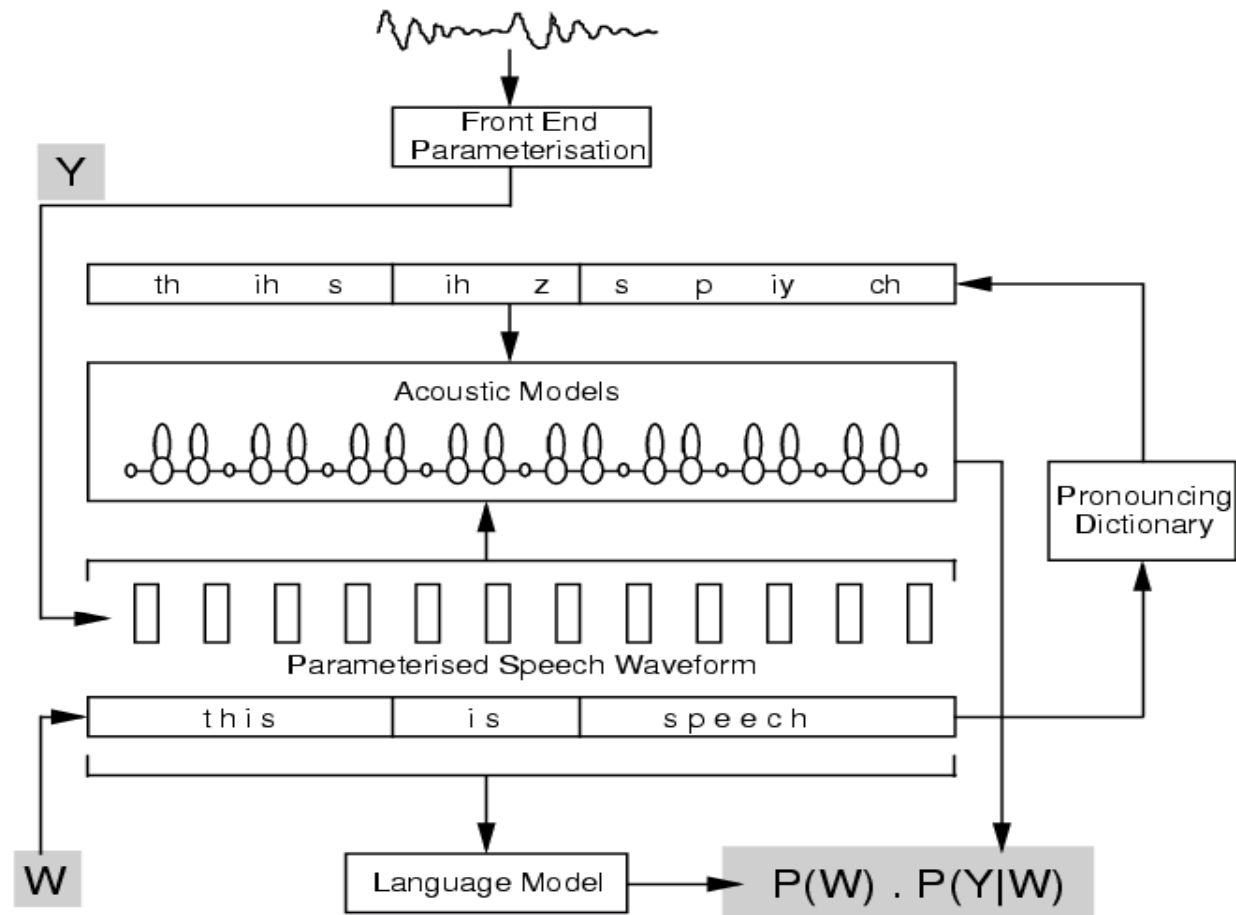 Front End
Parameterisation
Y
th ih s ih z s p iy ch
Acoustic Models
Pronouncing
Dictionary
Parameterised Speech Waveform
this is speech
W
Language Model
P(W) . P(Y|W)